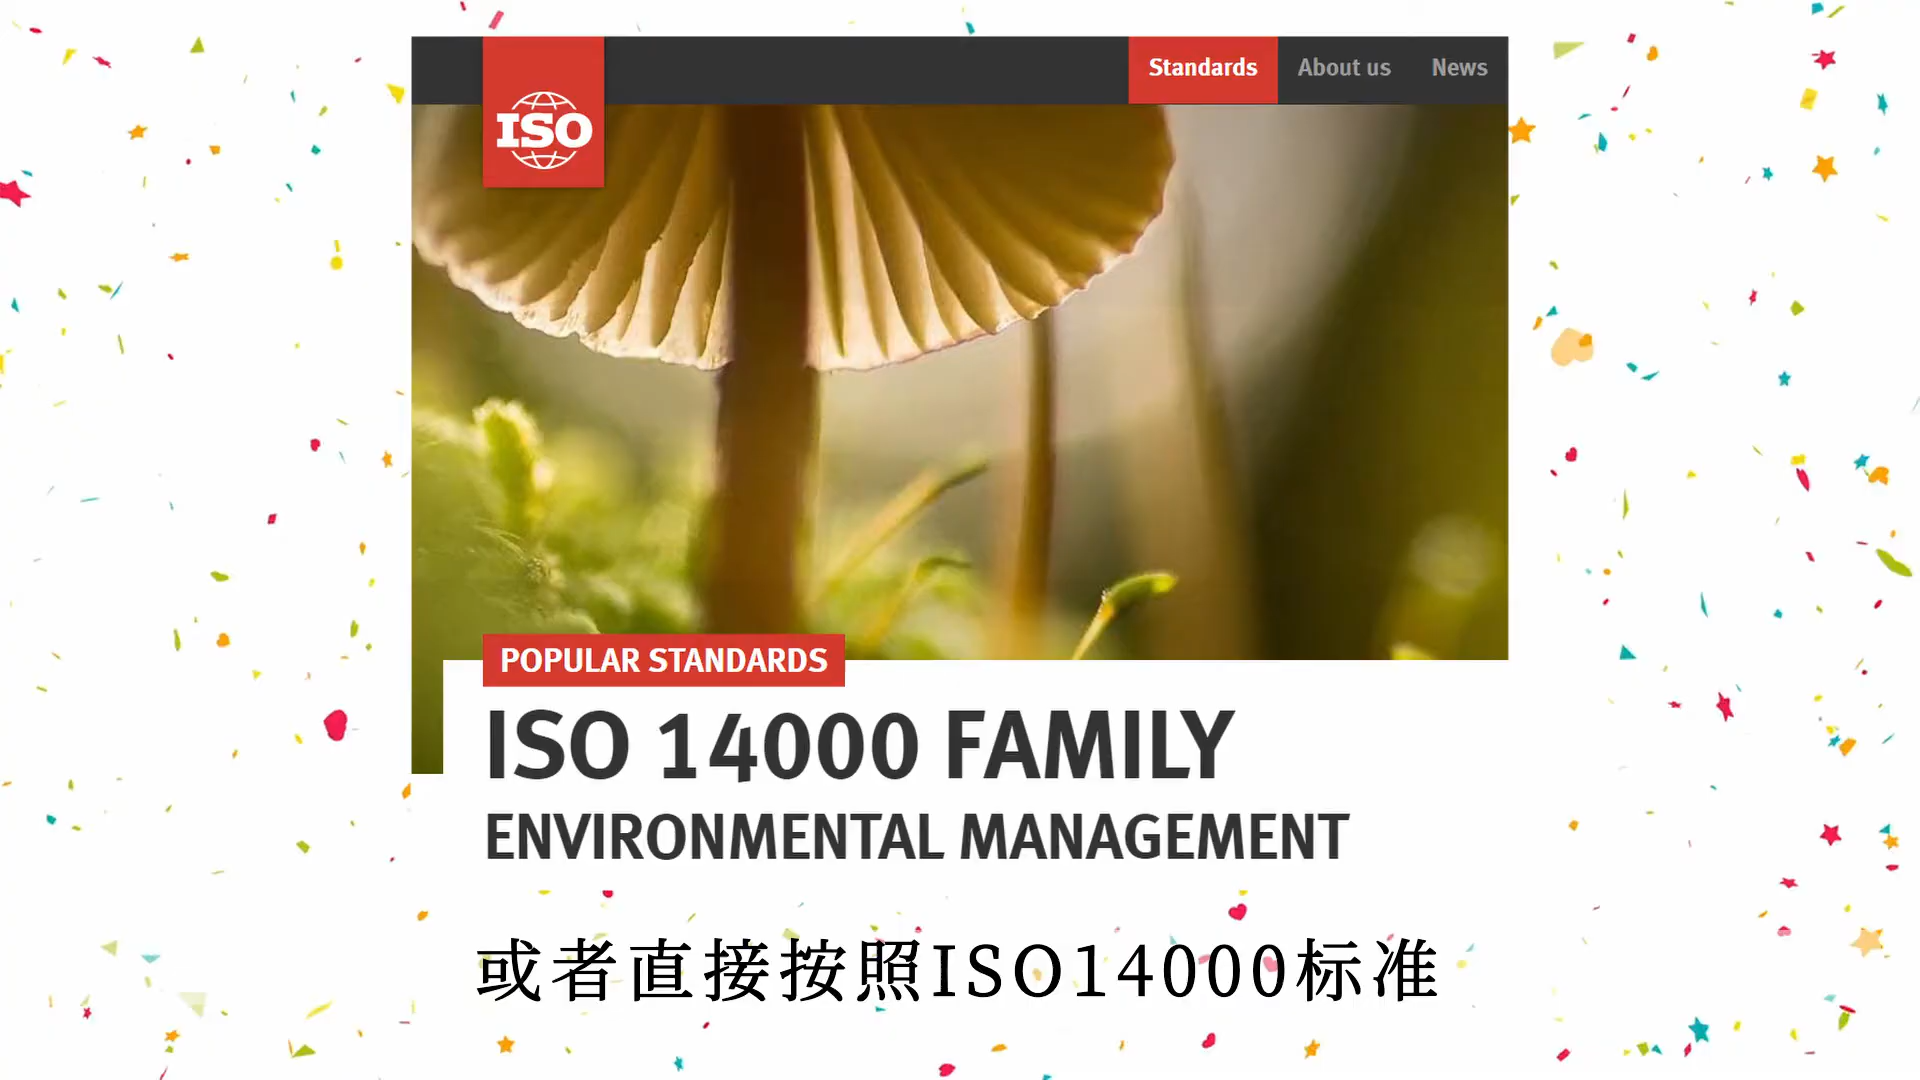 Standards About us News
ISO
POPULAR STANDARDS
ISO 14000 FAMILY
ENVIRONMENTAL MANAGEMENT
或者直接按照ISO14000标准